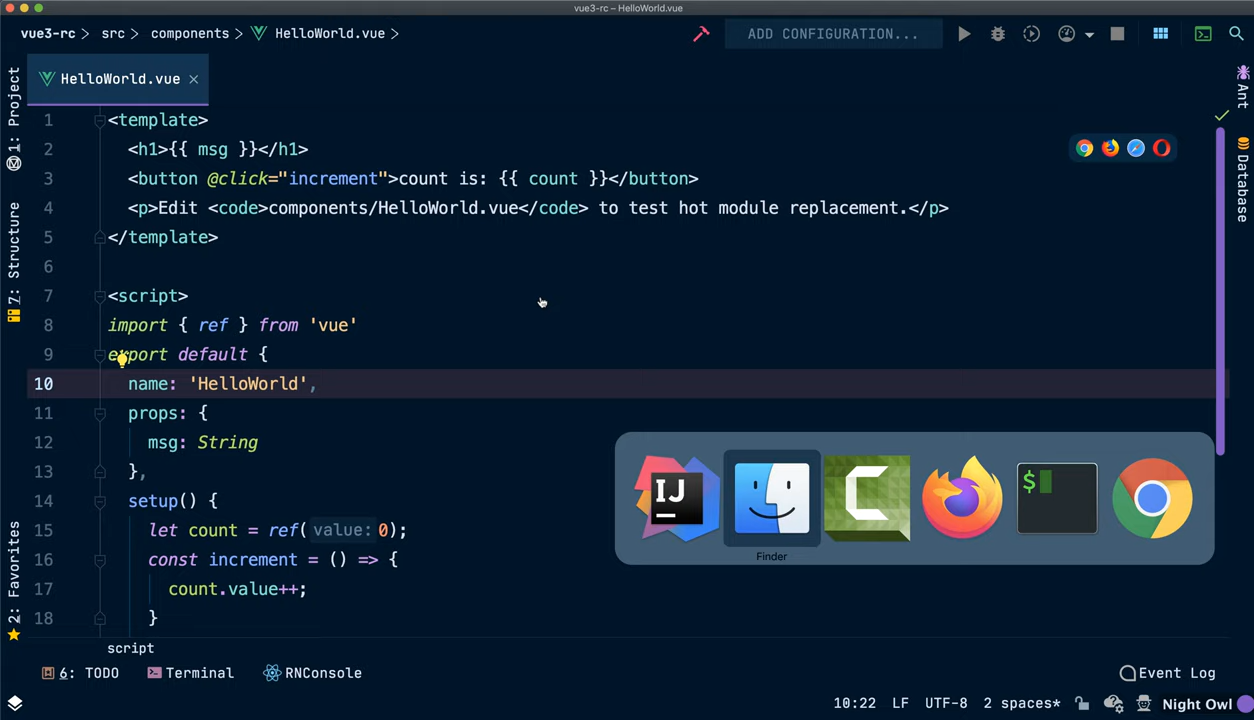 vue3-rc – HelloWorld.vue
vue3-rc > src > components > HelloWorld.vue >
ADD CONFIGURATION...
HelloWorld.vue ×
1: Project
7: Structure
2: Favorites
Ant
Database
1 <template>
2 <h1>{{ msg }}</h1>
3 <button @click="increment">count is: {{ count }}</button>
4 <p>Edit <code>components/HelloWorld.vue</code> to test hot module replacement.</p>
5 </template>
6
7 <script>
8 import { ref } from 'vue'
9 export default {
10 name: 'HelloWorld',
11 props: {
12 msg: String
13 },
14 setup() {
15 let count = ref( value: 0);
16 const increment = () => {
17 count.value++;
18 }
IJ
$
Finder
script
6: TODO
Terminal
RNConsole
Event Log
10:22 LF UTF-8 2 spaces* Night Owl